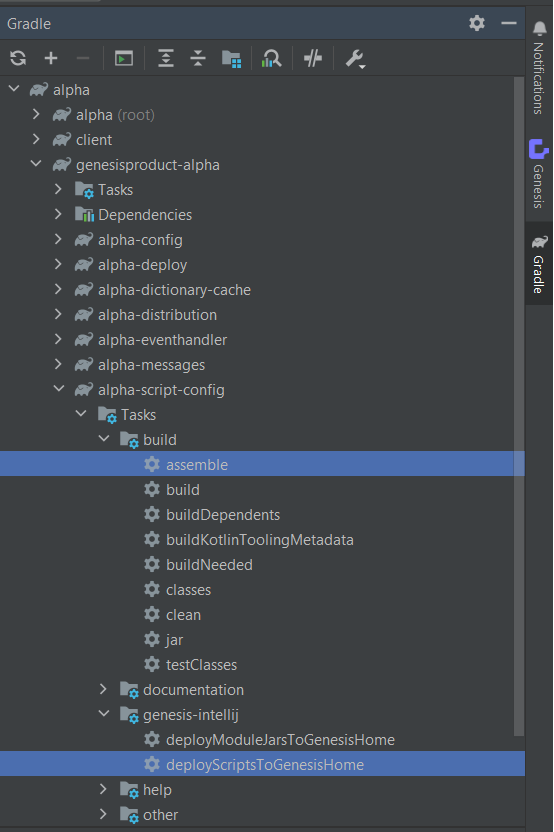 Gradle
alpha
alpha (root)
client
genesisproduct-alpha
Tasks
Dependencies
alpha-config
alpha-deploy
alpha-dictionary-cache
alpha-distribution
alpha-eventhandler
alpha-messages
alpha-script-config
Tasks
build
assemble
build
buildDependents
buildKotlinToolingMetadata
buildNeeded
classes
clean
jar
testClasses
documentation
genesis-intellij
deployModuleJarsToGenesisHome
deployScriptsToGenesisHome
help
other
Notifications
Genesis
Gradle